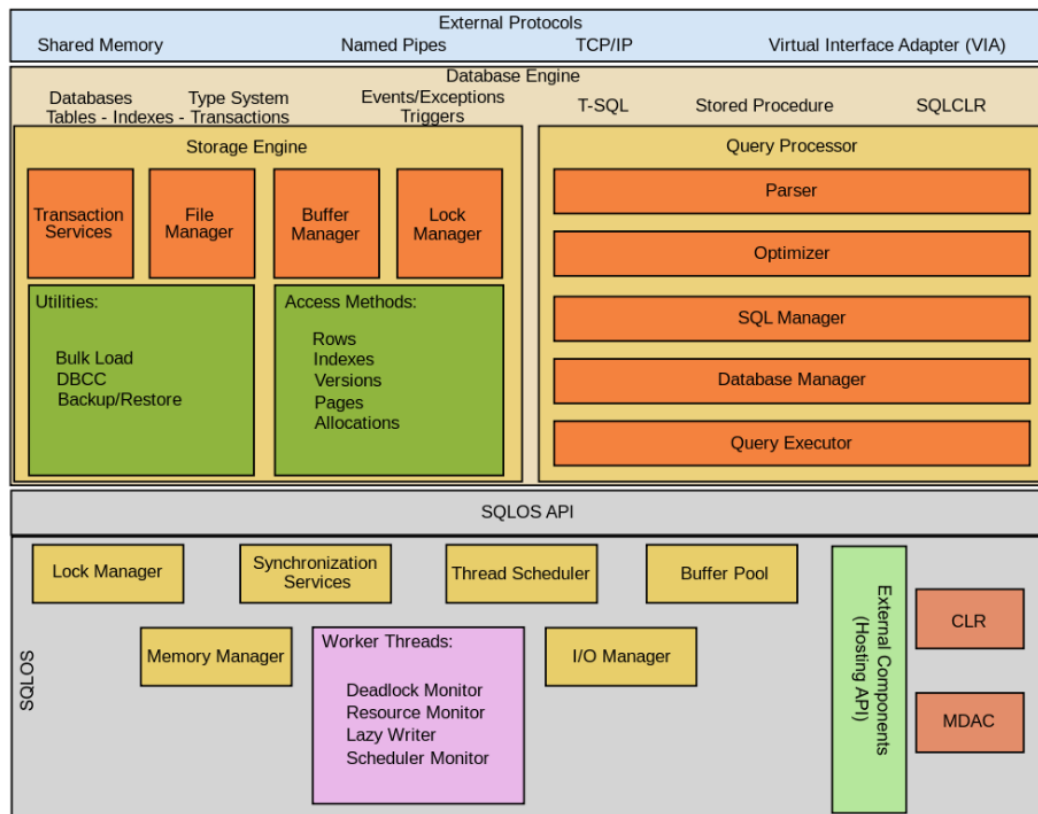 External Protocols
Shared Memory
Named Pipes
TCP/IP
Virtual Interface Adapter (VIA)
Database Engine
Databases
Type System
Tables - Indexes - Transactions
Events/Exceptions
Triggers
T-SQL
Stored Procedure
SQLCLR
Storage Engine
Transaction
Services
File
Manager
Buffer
Manager
Lock
Manager
Utilities:
Bulk Load
DBCC
Backup/Restore
Access Methods:
Rows
Indexes
Versions
Pages
Allocations
Query Processor
Parser
Optimizer
SQL Manager
Database Manager
Query Executor
SQLOS API
SQLOS
Lock Manager
Synchronization
Services
Thread Scheduler
Buffer Pool
Memory Manager
Worker Threads:
Deadlock Monitor
Resource Monitor
Lazy Writer
Scheduler Monitor
I/O Manager
External Components
(Hosting API)
CLR
MDAC